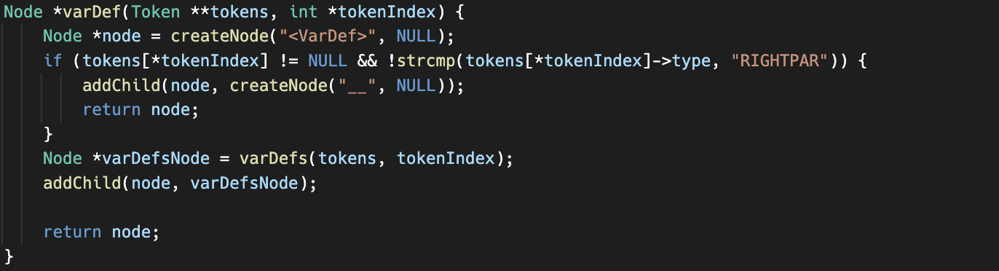 Node *varDef(Token **tokens, int *tokenIndex) {
    Node *node = createNode("<VarDef>", NULL);
    if (tokens[*tokenIndex] != NULL && !strcmp(tokens[*tokenIndex]->type, "RIGHTPAR")) {
        addChild(node, createNode("__", NULL));
        return node;
    }
    Node *varDefsNode = varDefs(tokens, tokenIndex);
    addChild(node, varDefsNode);

    return node;
}